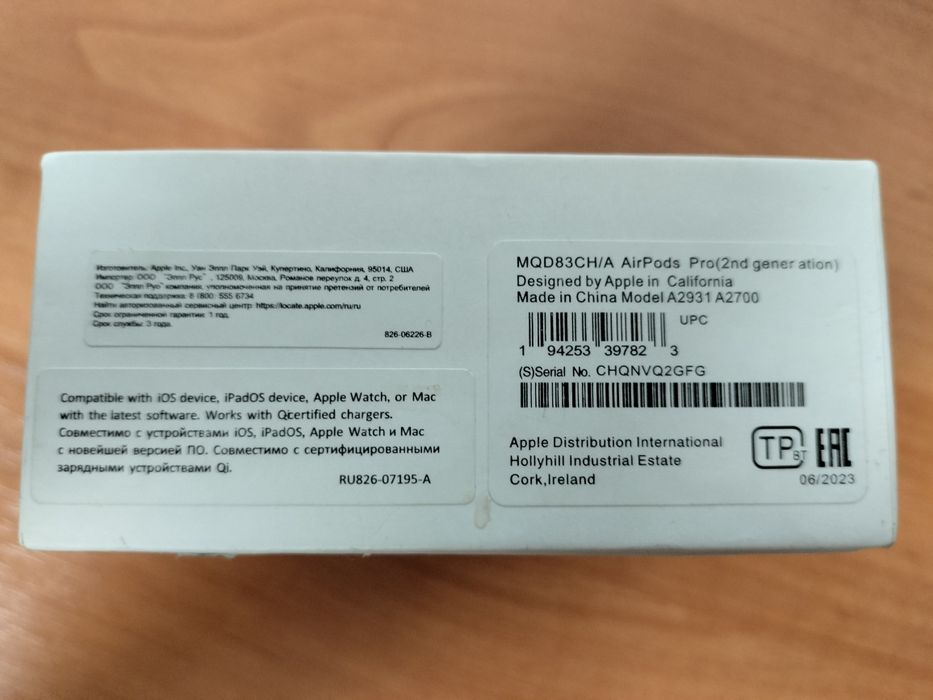 Изготовитель: Apple Inc., Уан Эппл Парк Уэй, Купертино, Калифорния, 95014, США
Импортер: ООО "Эппл Рус", 125009, Москва, Романов переулок д. 4, стр. 2
ООО "Эппл Рус" компания, уполномоченная на принятие претензий от потребителей
Техническая поддержка: 8 (800) 555 6734
Найти авторизованный сервисный центр: https://locate.apple.com/ru/ru
Срок ограниченной гарантии: 1 год.
Срок службы: 3 года.
826-06226-B
Compatible with iOS device, iPadOS device, Apple Watch, or Mac
with the latest software. Works with Qi certified chargers.
Совместимо с устройствами iOS, iPadOS, Apple Watch и Mac
с новейшей версией ПО. Совместимо с сертифицированными
зарядными устройствами Qi.
RU826-07195-A
MQD83CH/A AirPods Pro(2nd gener ation)
Designed by Apple in California
Made in China Model A2931 A2700
UPC
1 94253 39782 3
(S)Serial No. CHQNVQ2GFG
Apple Distribution International
Hollyhill Industrial Estate
Cork,Ireland
TP BT EAC
06/2023